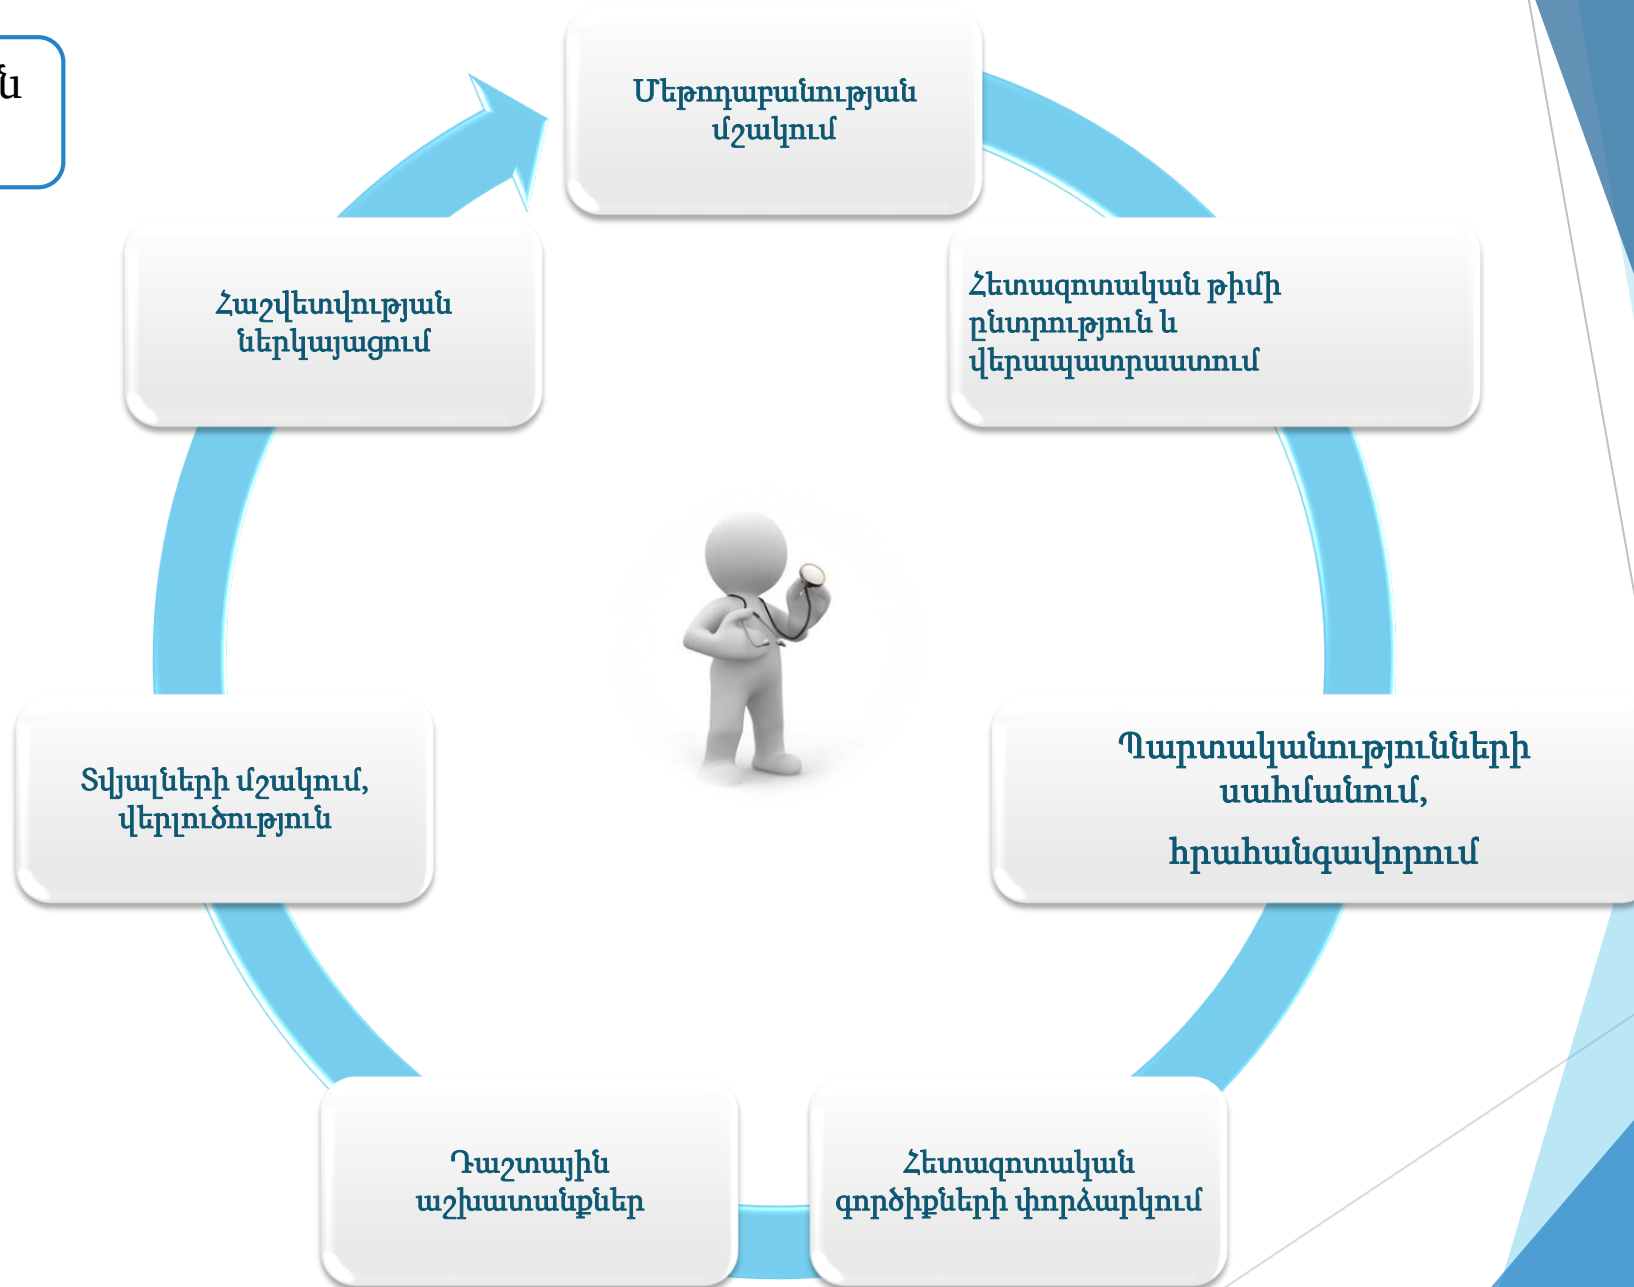 Մեթոդաբանության
մշակում
Հետազոտական թիմի
ընտրություն և
վերապատրաստում
Պարտականությունների
սահմանում,
հրահանգավորում
Հետազոտական
գործիքների փորձարկում
Դաշտային
աշխատանքներ
Տվյալների մշակում,
վերլուծություն
Հաշվետվության
ներկայացում